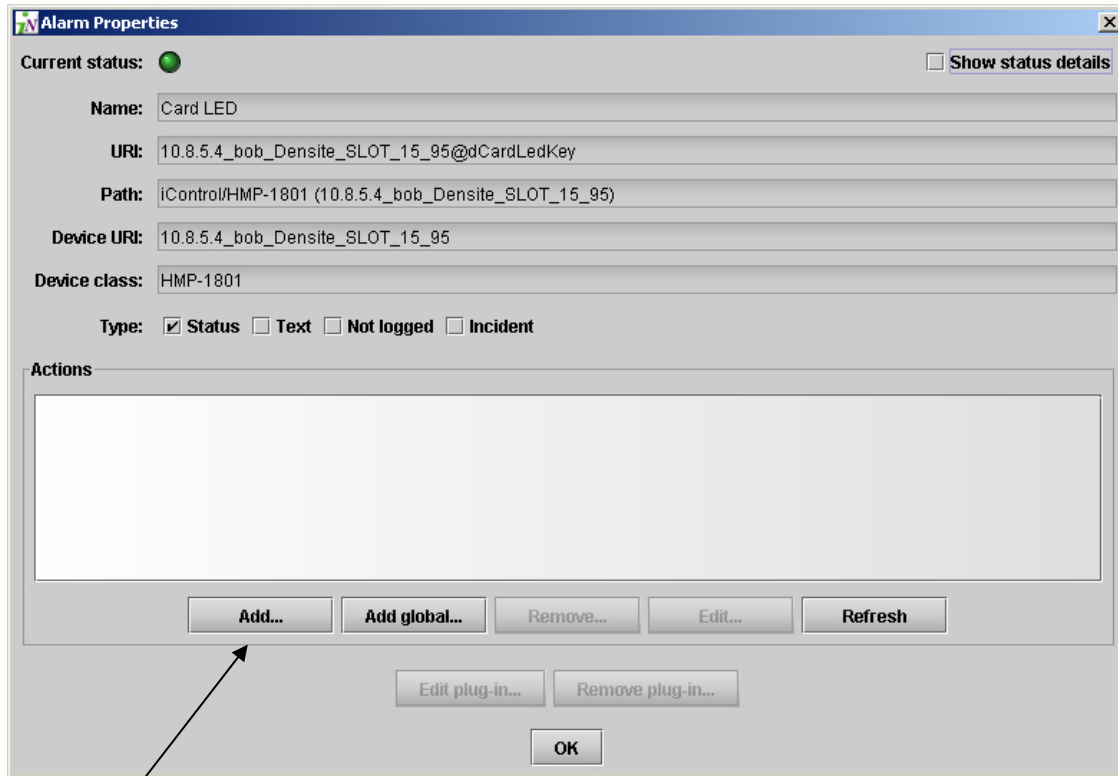 Alarm Properties
Current status: Show status details
Name: Card LED
URI: 10.8.5.4_bob_Densite_SLOT_15_95@dCardLedKey
Path: iControl/HMP-1801 (10.8.5.4_bob_Densite_SLOT_15_95)
Device URI: 10.8.5.4_bob_Densite_SLOT_15_95
Device class: HMP-1801
Type: Status Text Not logged Incident
Actions
Add... Add global... Remove... Edit... Refresh
Edit plug-in... Remove plug-in...
OK